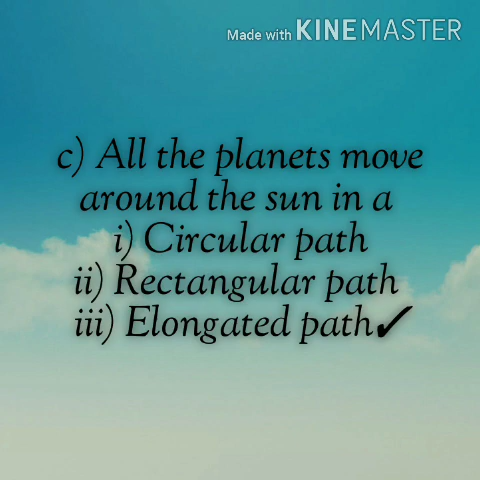 Made with KINEMASTER
c) All the planets move
around the sun in a
i) Circular path
ii) Rectangular path
iii) Elongated path✓